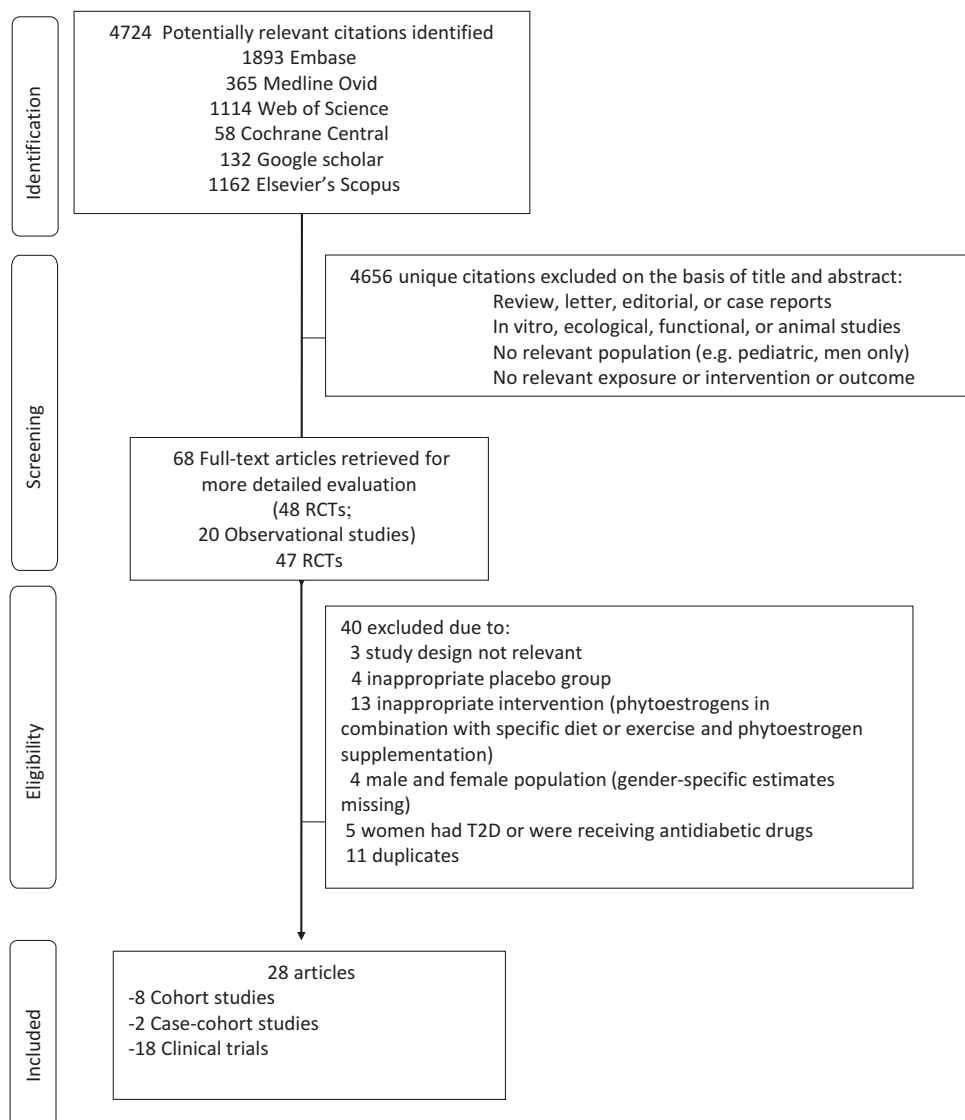 Identification
4724 Potentially relevant citations identified
1893 Embase
365 Medline Ovid
1114 Web of Science
58 Cochrane Central
132 Google scholar
1162 Elsevier's Scopus
Screening
4656 unique citations excluded on the basis of title and abstract:
Review, letter, editorial, or case reports
In vitro, ecological, functional, or animal studies
No relevant population (e.g. pediatric, men only)
No relevant exposure or intervention or outcome
68 Full-text articles retrieved for
more detailed evaluation
(48 RCTs;
20 Observational studies)
47 RCTs
Eligibility
40 excluded due to:
3 study design not relevant
4 inappropriate placebo group
13 inappropriate intervention (phytoestrogens in
combination with specific diet or exercise and phytoestrogen
supplementation)
4 male and female population (gender-specific estimates
missing)
5 women had T2D or were receiving antidiabetic drugs
11 duplicates
Included
28 articles
-8 Cohort studies
-2 Case-cohort studies
-18 Clinical trials